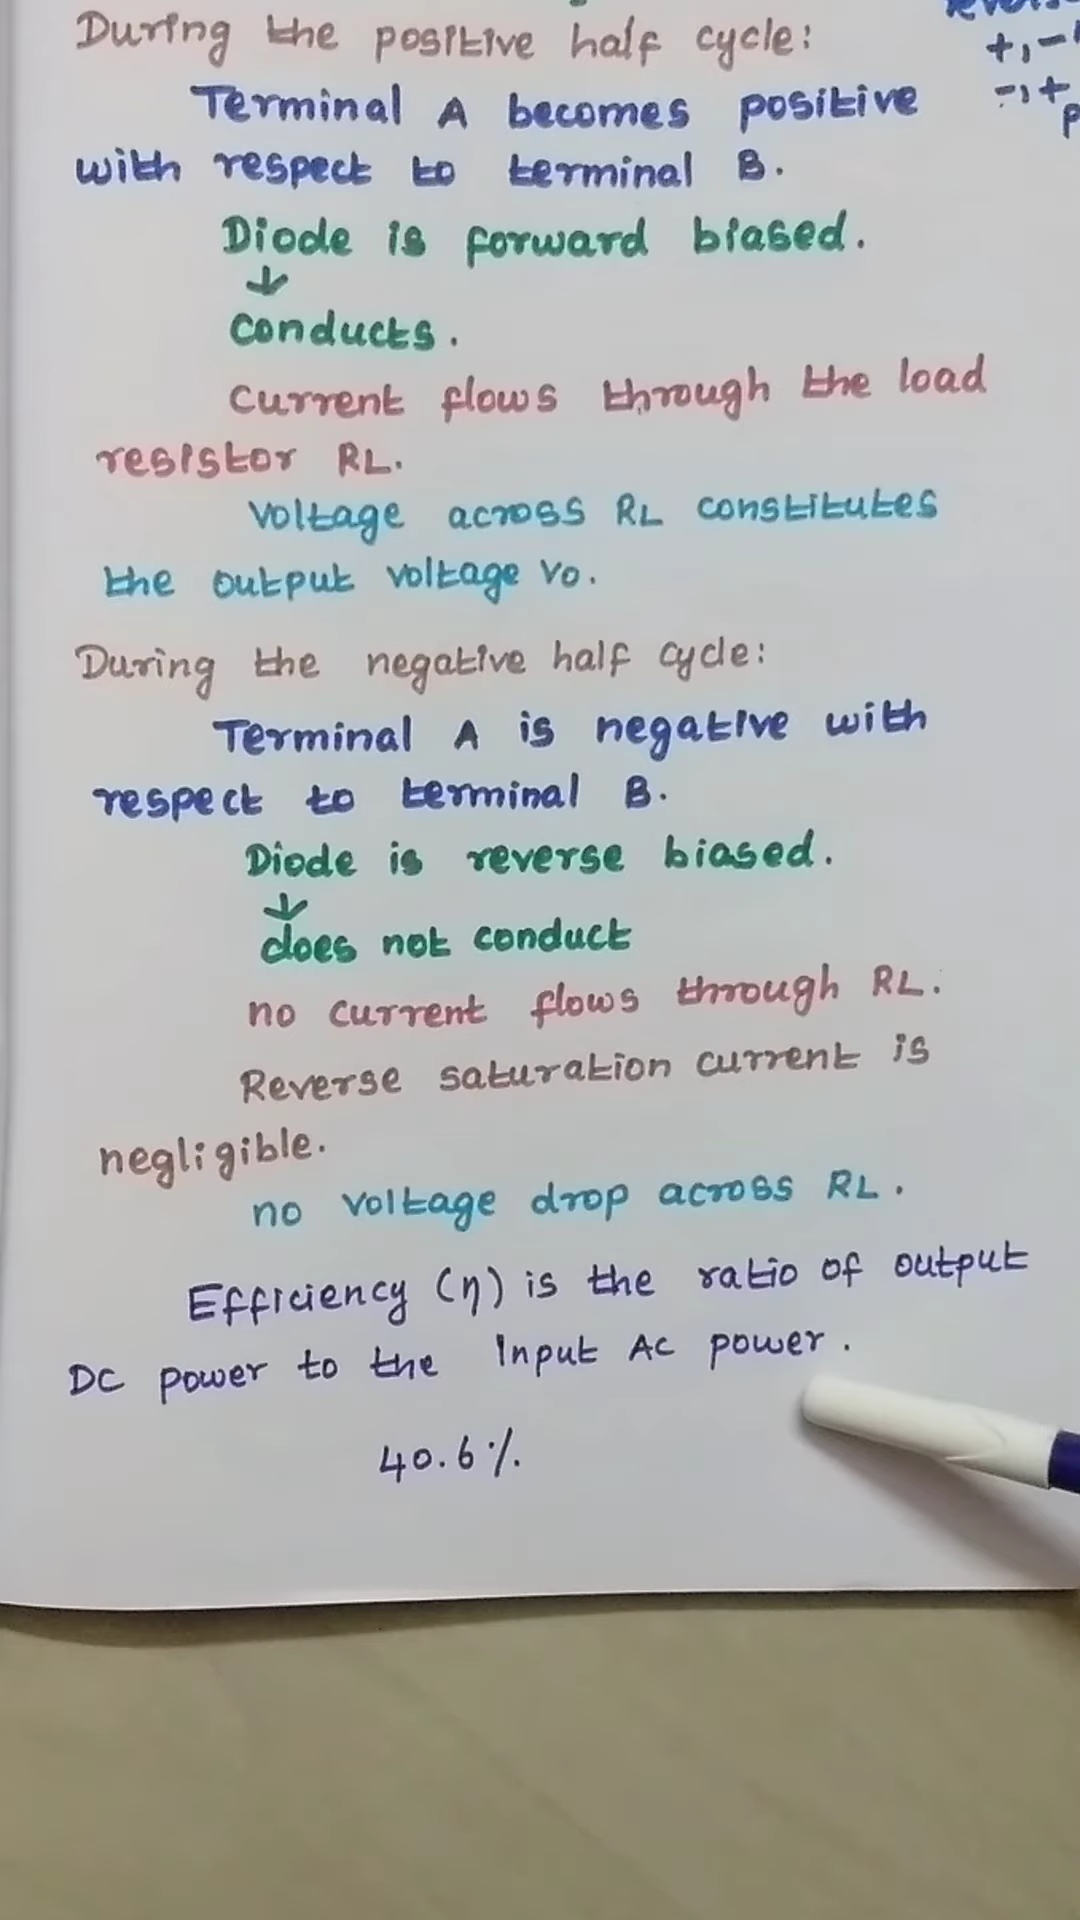 During the positive half cycle:
+, -
Terminal A becomes positive
-, +
with respect to terminal B.
Diode is forward biased.
↓
conducts.
Current flows through the load
resistor RL.
Voltage across RL constitutes
the output voltage Vo.
During the negative half cycle:
Terminal A is negative with
respect to terminal B.
Diode is reverse biased.
↓
does not conduct
no current flows through RL.
Reverse saturation current is
negligible.
no voltage drop across RL.
Efficiency (η) is the ratio of output
DC power to the Input AC power.
40.6%.